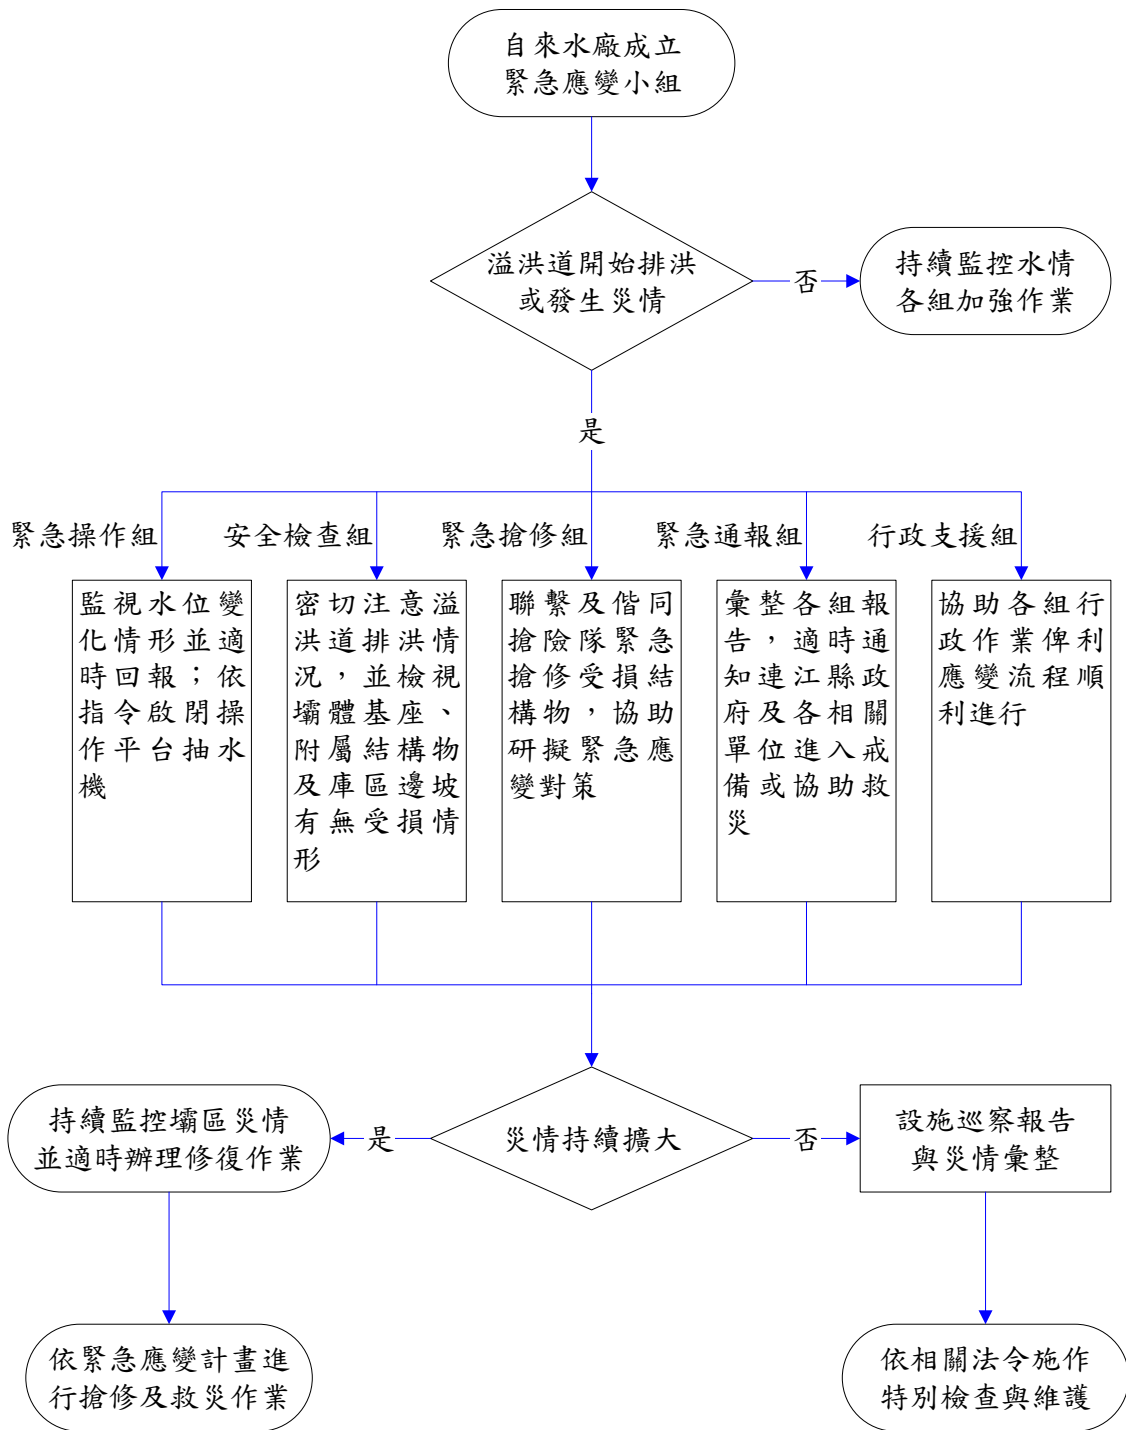 自來水廠成立
緊急應變小組
溢洪道開始排洪
或發生災情
否
持續監控水情
各組加強作業
是
緊急操作組
監視水位變
化情形並適
時回報；依
指令啟閉操
作平台抽水
機
安全檢查組
密切注意溢
洪道排洪情
況，並檢視
壩體基座、
附屬結構物
及庫區邊坡
有無受損情
形
緊急搶修組
聯繫及偕同
搶險隊緊急
搶修受損結
構物，協助
研擬緊急應
變對策
緊急通報組
彙整各組報
告，適時通
知連江縣政
府及各相關
單位進入戒
備或協助救
災
行政支援組
協助各組行
政作業俾利
應變流程順
利進行
持續監控壩區災情
並適時辦理修復作業
是
災情持續擴大
否
設施巡察報告
與災情彙整
依緊急應變計畫進
行搶修及救災作業
依相關法令施作
特別檢查與維護